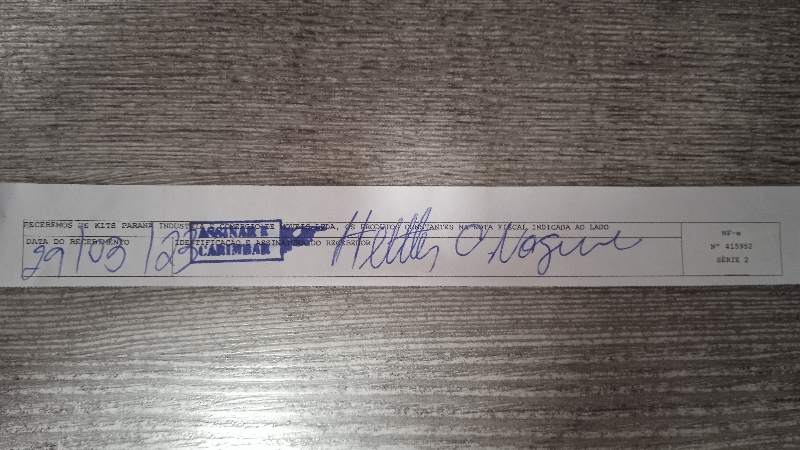 RECEBEMOS DE KITS PARANA INDUSTRIA E COMERCIO DE MOVEIS LTDA, OS PRODUTOS CONSTANTES NA NOTA FISCAL INDICADA AO LADO
DATA DO RECEBIMENTO
29/03/23
ASSINAR E
CARIMBAR
IDENTIFICAÇÃO E ASSINATURA DO RECEBEDOR
NF-e
Nº 415952
SÉRIE 2